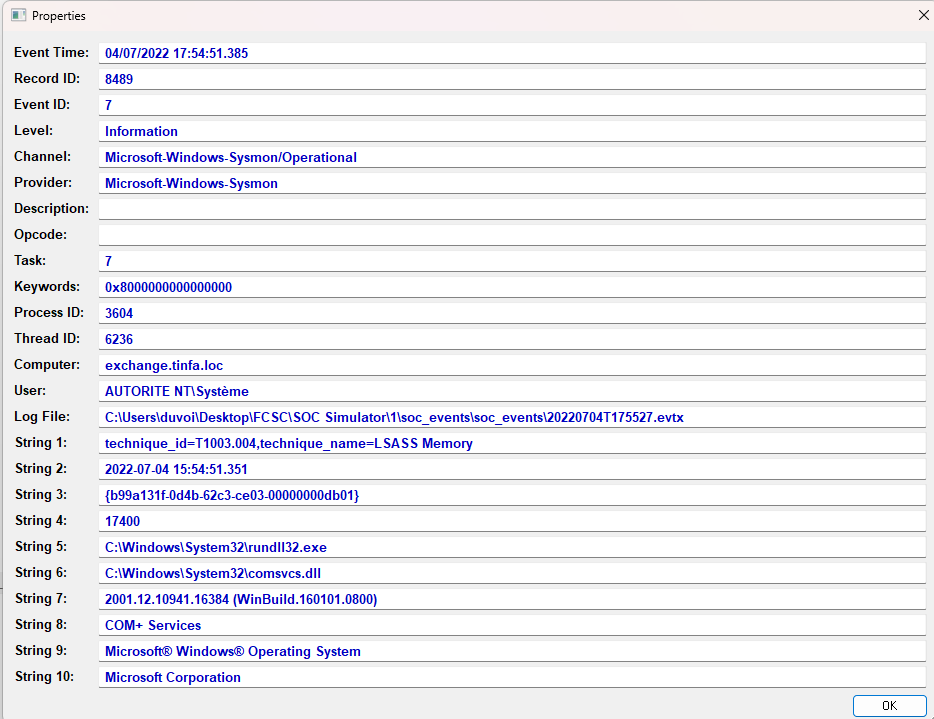 Properties
Event Time: 04/07/2022 17:54:51.385
Record ID: 8489
Event ID: 7
Level: Information
Channel: Microsoft-Windows-Sysmon/Operational
Provider: Microsoft-Windows-Sysmon
Description:
Opcode:
Task: 7
Keywords: 0x8000000000000000
Process ID: 3604
Thread ID: 6236
Computer: exchange.tinfa.loc
User: AUTORITE NT\Système
Log File: C:\Users\duvoi\Desktop\FCSC\SOC Simulator\1\soc_events\soc_events\20220704T175527.evtx
String 1: technique_id=T1003.004,technique_name=LSASS Memory
String 2: 2022-07-04 15:54:51.351
String 3: {b99a131f-0d4b-62c3-ce03-00000000db01}
String 4: 17400
String 5: C:\Windows\System32\rundll32.exe
String 6: C:\Windows\System32\comsvcs.dll
String 7: 2001.12.10941.16384 (WinBuild.160101.0800)
String 8: COM+ Services
String 9: Microsoft® Windows® Operating System
String 10: Microsoft Corporation
OK